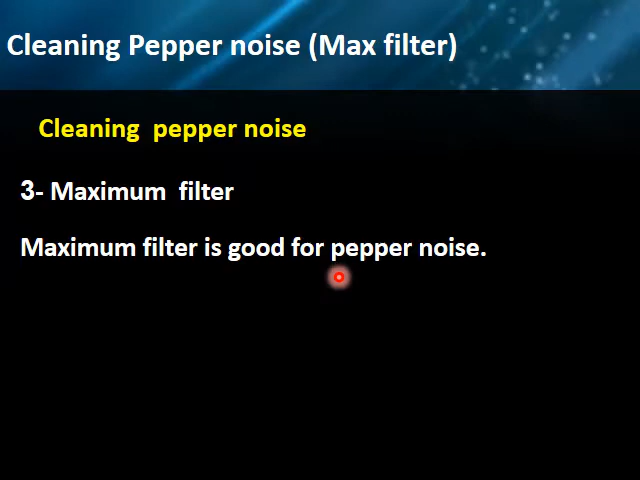 Cleaning Pepper noise (Max filter)
Cleaning pepper noise
3- Maximum filter
Maximum filter is good for pepper noise.